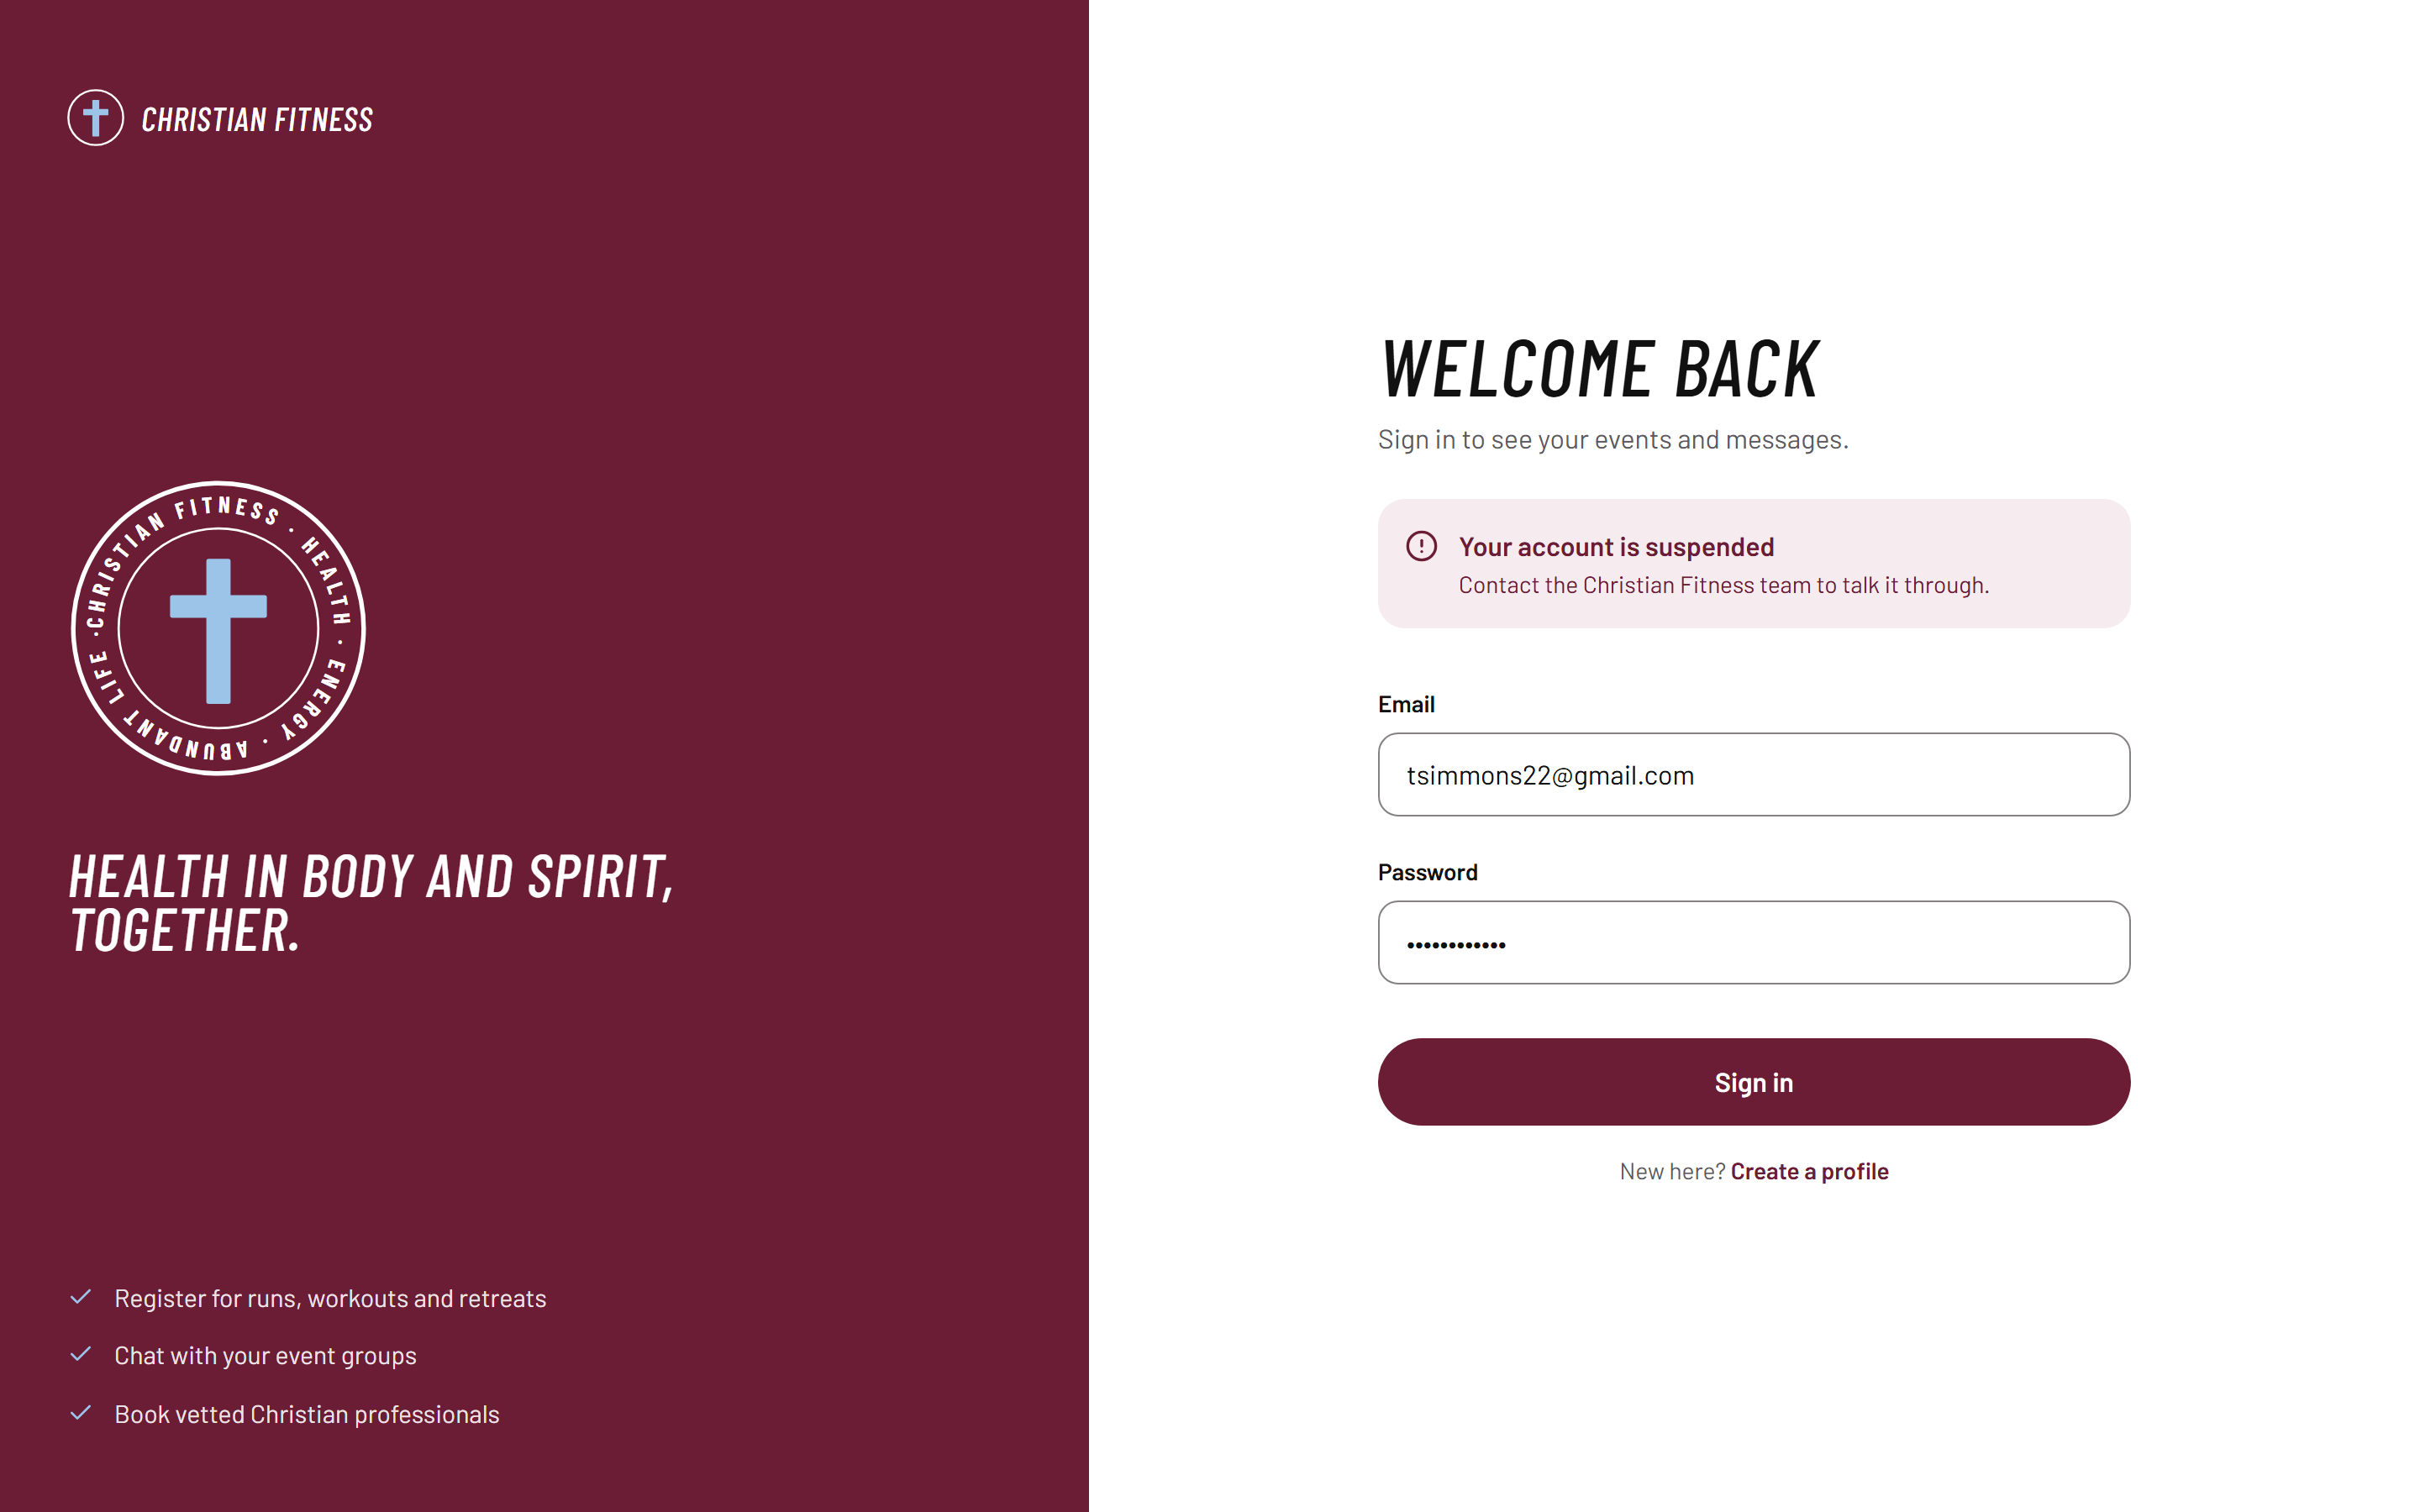 CHRISTIAN FITNESS
CHRISTIAN FITNESS · HEALTH · ENERGY · ABUNDANT LIFE ·
HEALTH IN BODY AND SPIRIT,
TOGETHER.
Register for runs, workouts and retreats
Chat with your event groups
Book vetted Christian professionals
WELCOME BACK
Sign in to see your events and messages.
Your account is suspended
Contact the Christian Fitness team to talk it through.
Email
tsimmons22@gmail.com
Password
••••••••••••
Sign in
New here? Create a profile